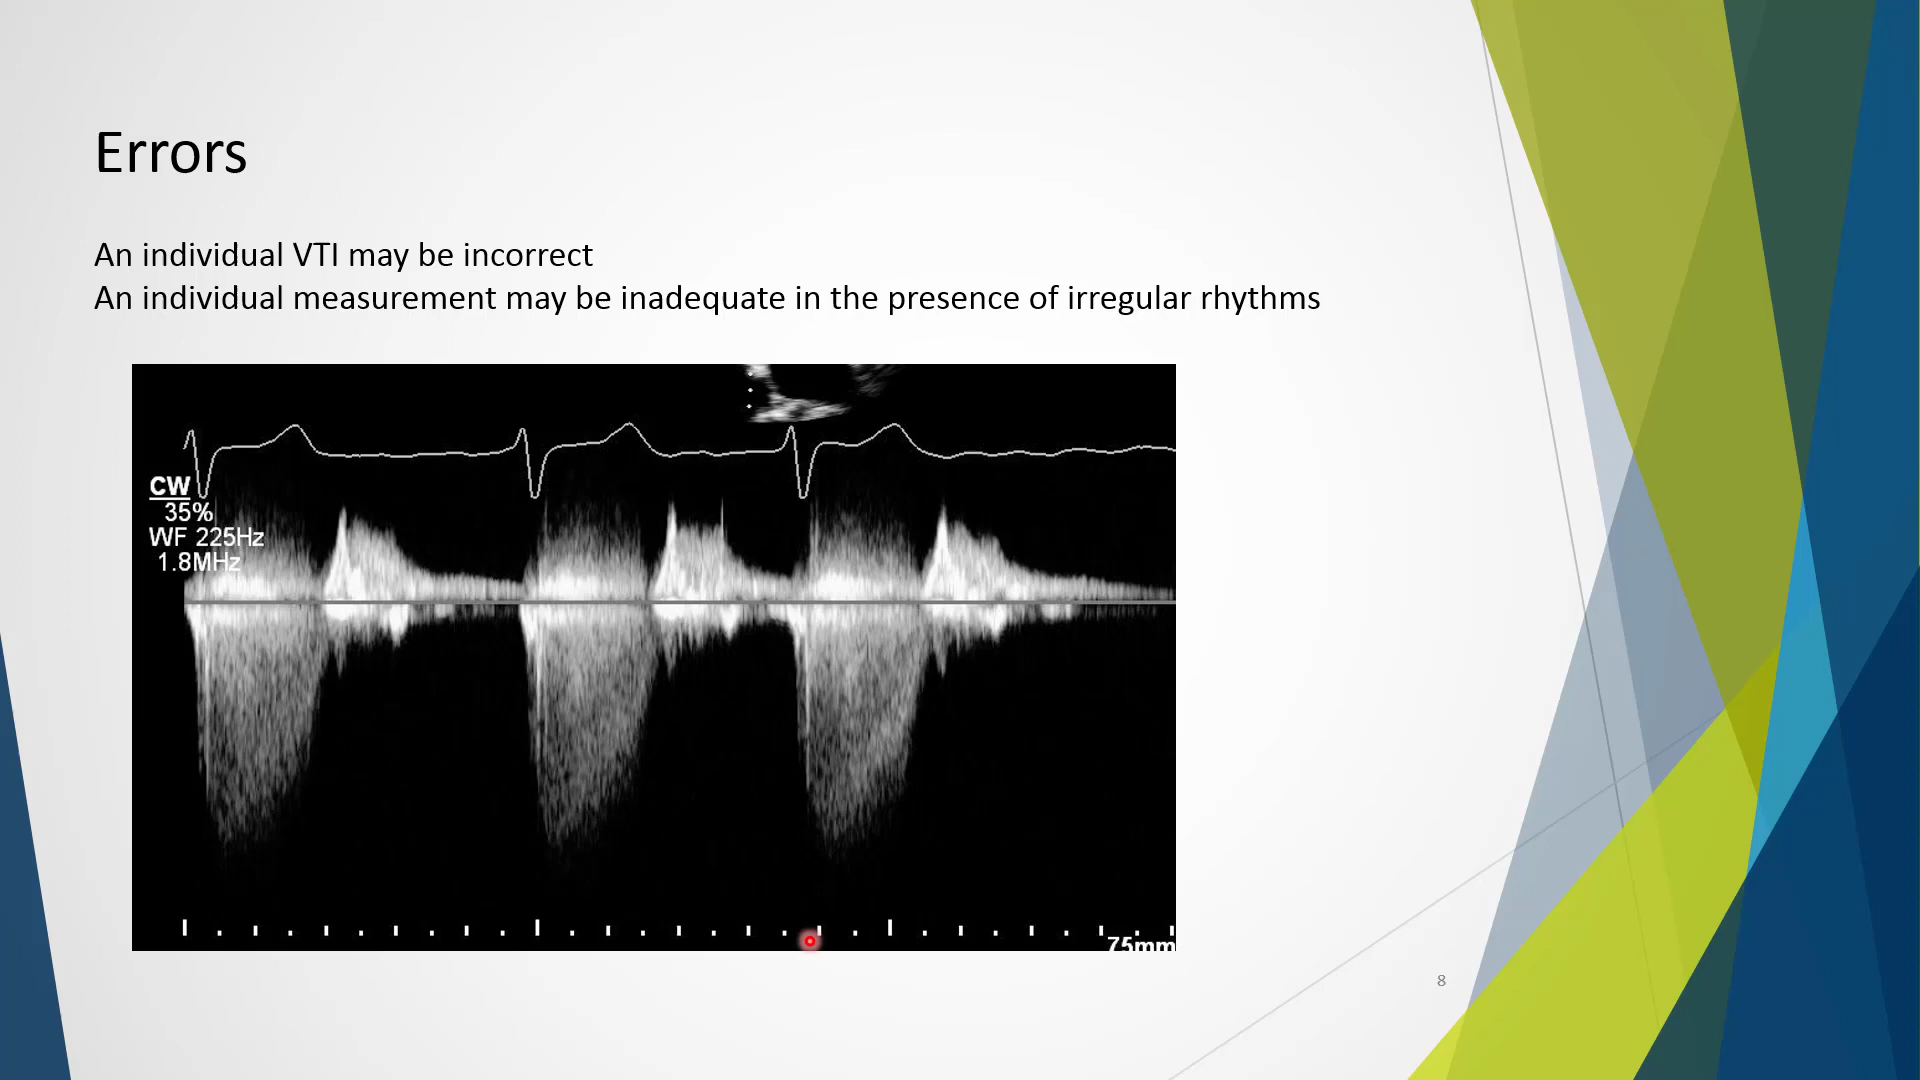 Errors
An individual VTI may be incorrect
An individual measurement may be inadequate in the presence of irregular rhythms
CW
35%
WF 225Hz
1.8MHz
75mm
8